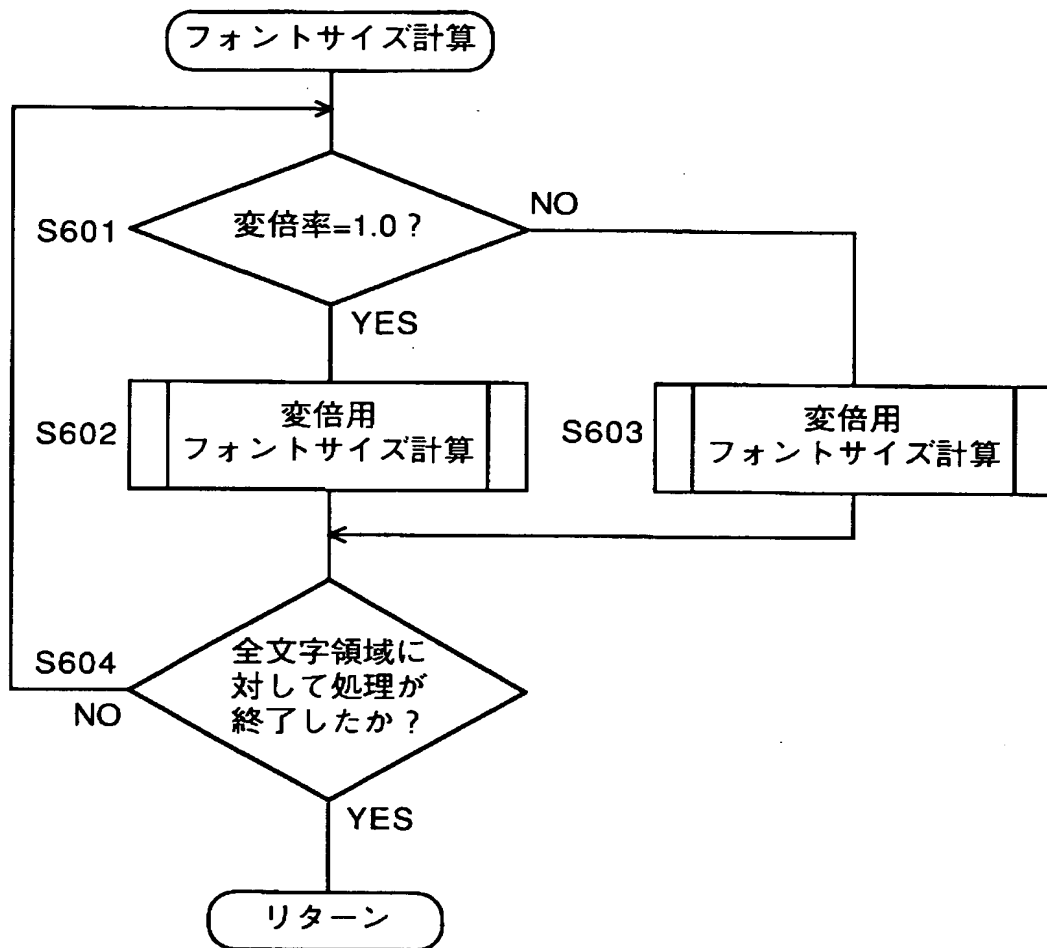 フォントサイズ計算
S601
変倍率=1.0?
NO
YES
S602
変倍用
フォントサイズ計算
S603
変倍用
フォントサイズ計算
S604
全文字領域に
対して処理が
終了したか?
NO
YES
リターン